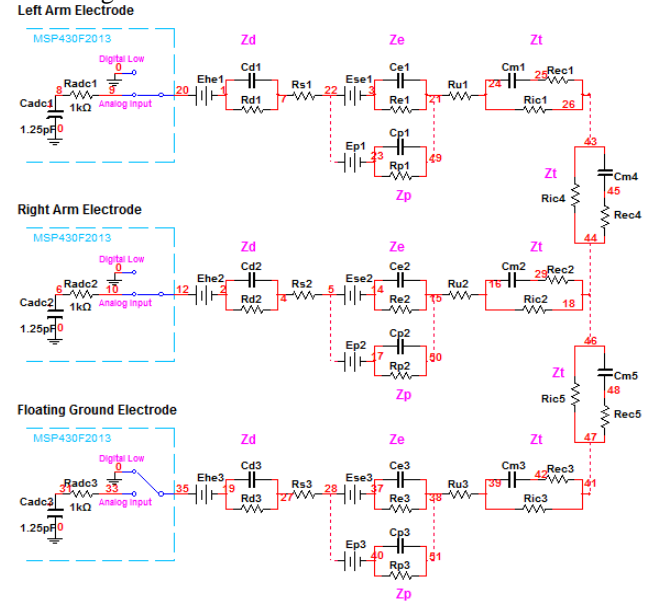 Left Arm Electrode
MSP430F2013
Zd Ze Zt
Digital Low
0
Cd1 Ce1 Cm1 25 Rec1
8 Radc1 9 20 Ehe1 1 7 Rs1 22 Ese1 3 21 Ru1 24
Cadc1 1kΩ Analog Input Rd1 Re1 Ric1 26
1.25pF 0
Ep1 23 Cp1 49
Rp1
Zp
43
Zt Cm4
45
Ric4 Rec4
44
Right Arm Electrode
MSP430F2013
Zd Ze Zt
Digital Low
0
Cd2 Ce2 Cm2 29 Rec2
6 Radc2 10 12 Ehe2 2 4 Rs2 5 Ese2 14 15 Ru2 16
Cadc2 1kΩ Analog Input Rd2 Re2 Ric2 18
1.25pF 0
Ep2 17 Cp2 50
Rp2
Zp
46
Zt Cm5
48
Ric5 Rec5
47
Floating Ground Electrode
MSP430F2013
Zd Ze Zt
Digital Low
0
Cd3 Ce3 Cm3 42 Rec3
31 Radc3 33 35 Ehe3 19 27 Rs3 28 Ese3 37 38 Ru3 39 41
Cadc3 1kΩ Analog Input Rd3 Re3 Ric3
1.25pF 0
Ep3 40 Cp3 51
Rp3
Zp